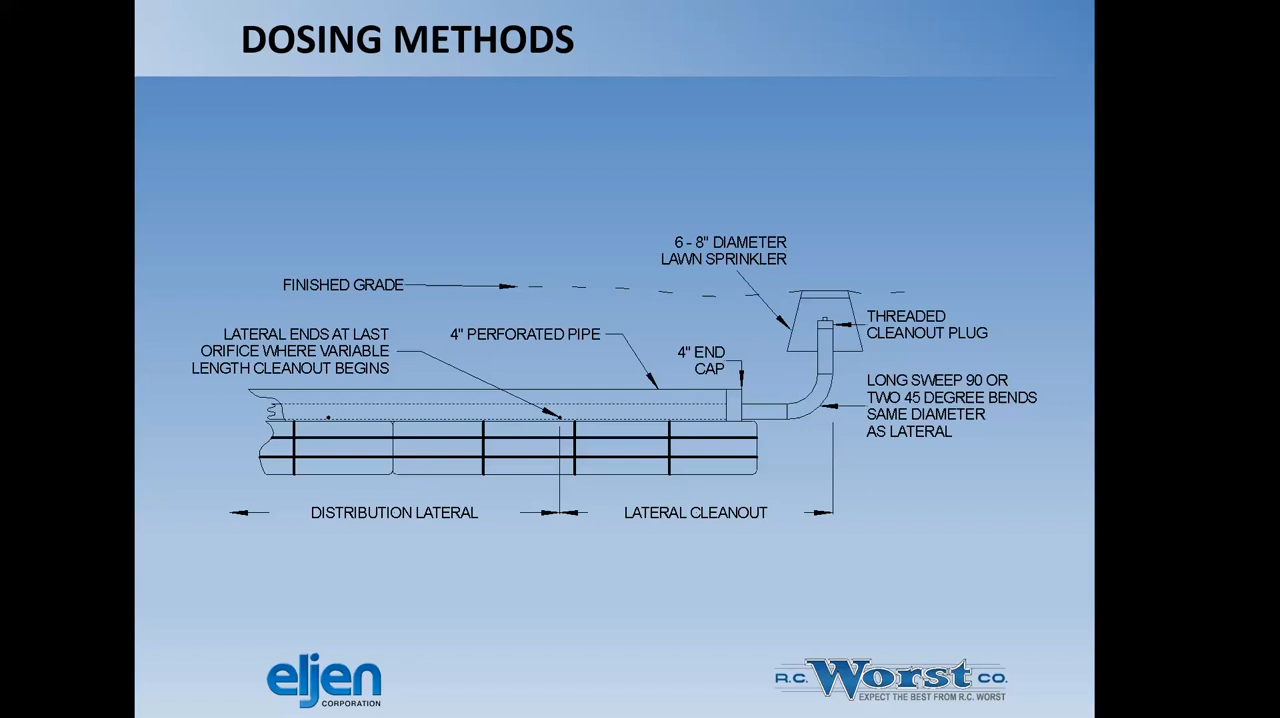 DOSING METHODS
6 - 8" DIAMETER
LAWN SPRINKLER
FINISHED GRADE
THREADED
CLEANOUT PLUG
LATERAL ENDS AT LAST
ORIFICE WHERE VARIABLE
LENGTH CLEANOUT BEGINS
4" PERFORATED PIPE
4" END
CAP
LONG SWEEP 90 OR
TWO 45 DEGREE BENDS
SAME DIAMETER
AS LATERAL
DISTRIBUTION LATERAL
LATERAL CLEANOUT
eljen
CORPORATION
R.C. Worst CO.
EXPECT THE BEST FROM R.C. WORST